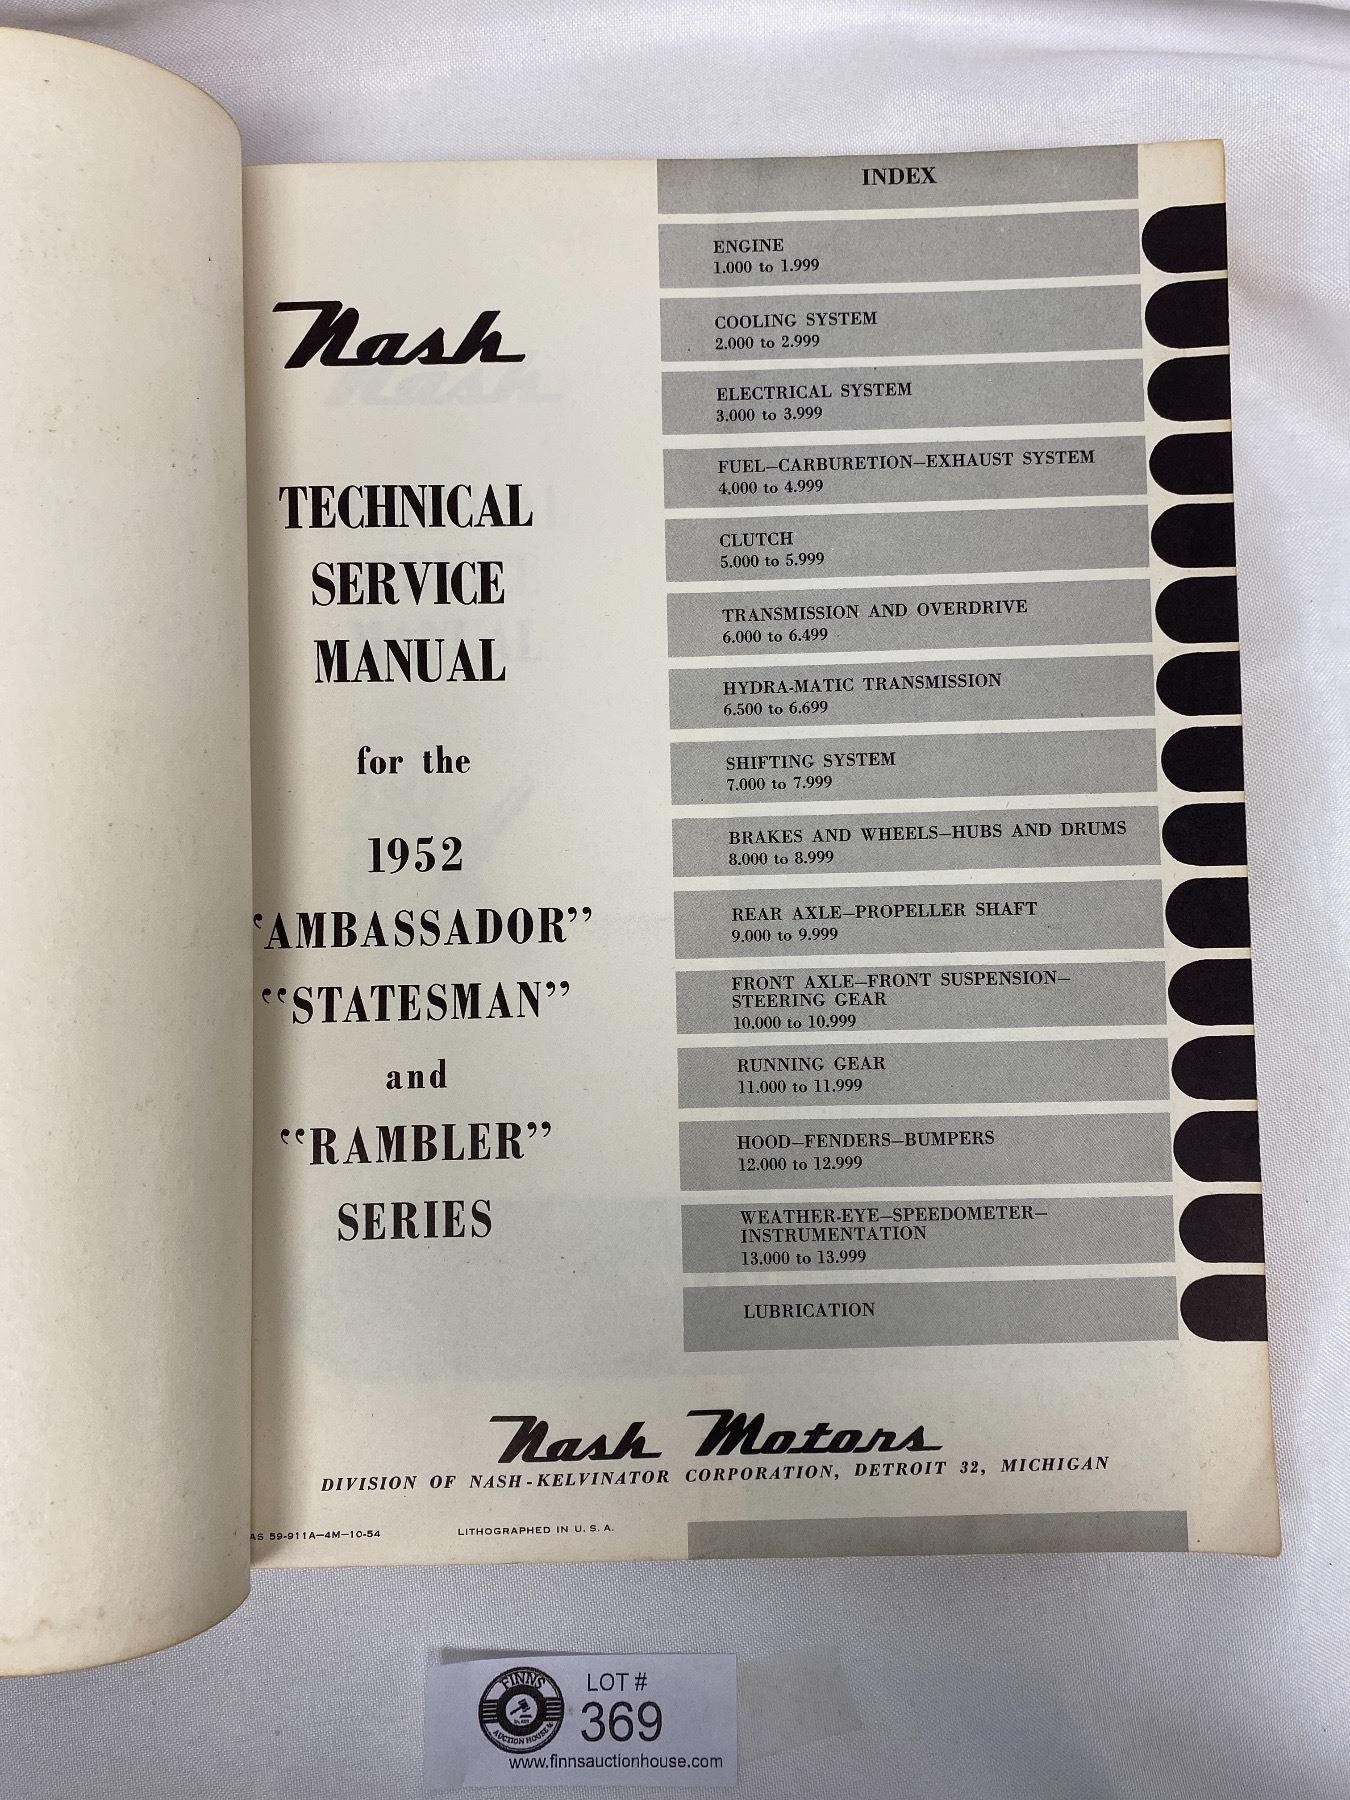 Nash
TECHNICAL
SERVICE
MANUAL
for the
1952
"AMBASSADOR"
"STATESMAN"
and
"RAMBLER"
SERIES
INDEX
ENGINE
1.000 to 1.999
COOLING SYSTEM
2.000 to 2.999
ELECTRICAL SYSTEM
3.000 to 3.999
FUEL—CARBURETION—EXHAUST SYSTEM
4.000 to 4.999
CLUTCH
5.000 to 5.999
TRANSMISSION AND OVERDRIVE
6.000 to 6.499
HYDRA-MATIC TRANSMISSION
6.500 to 6.699
SHIFTING SYSTEM
7.000 to 7.999
BRAKES AND WHEELS—HUBS AND DRUMS
8.000 to 8.999
REAR AXLE—PROPELLER SHAFT
9.000 to 9.999
FRONT AXLE—FRONT SUSPENSION—
STEERING GEAR
10.000 to 10.999
RUNNING GEAR
11.000 to 11.999
HOOD—FENDERS—BUMPERS
12.000 to 12.999
WEATHER-EYE—SPEEDOMETER—
INSTRUMENTATION
13.000 to 13.999
LUBRICATION
Nash Motors
DIVISION OF NASH-KELVINATOR CORPORATION, DETROIT 32, MICHIGAN
AS 59-911A—4M—10-54 LITHOGRAPHED IN U. S. A.
FINNS
AUCTION HOUSE
LOT #
369
www.finnsauctionhouse.com